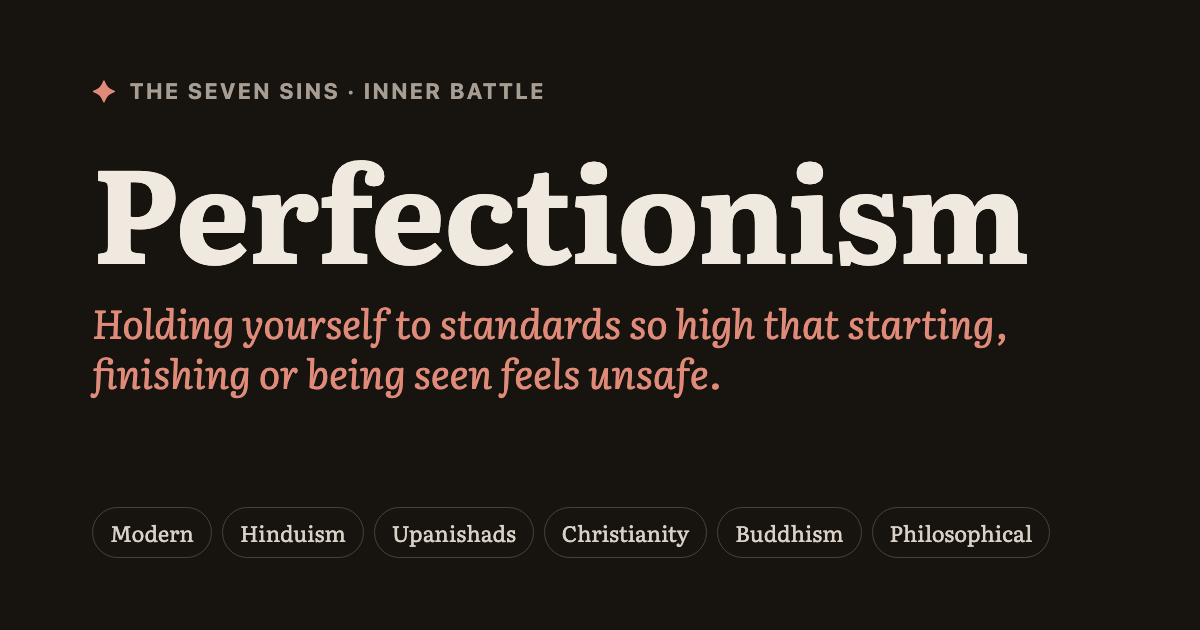 THE SEVEN SINS · INNER BATTLE
Perfectionism
Holding yourself to standards so high that starting,
finishing or being seen feels unsafe.
Modern Hinduism Upanishads Christianity Buddhism Philosophical